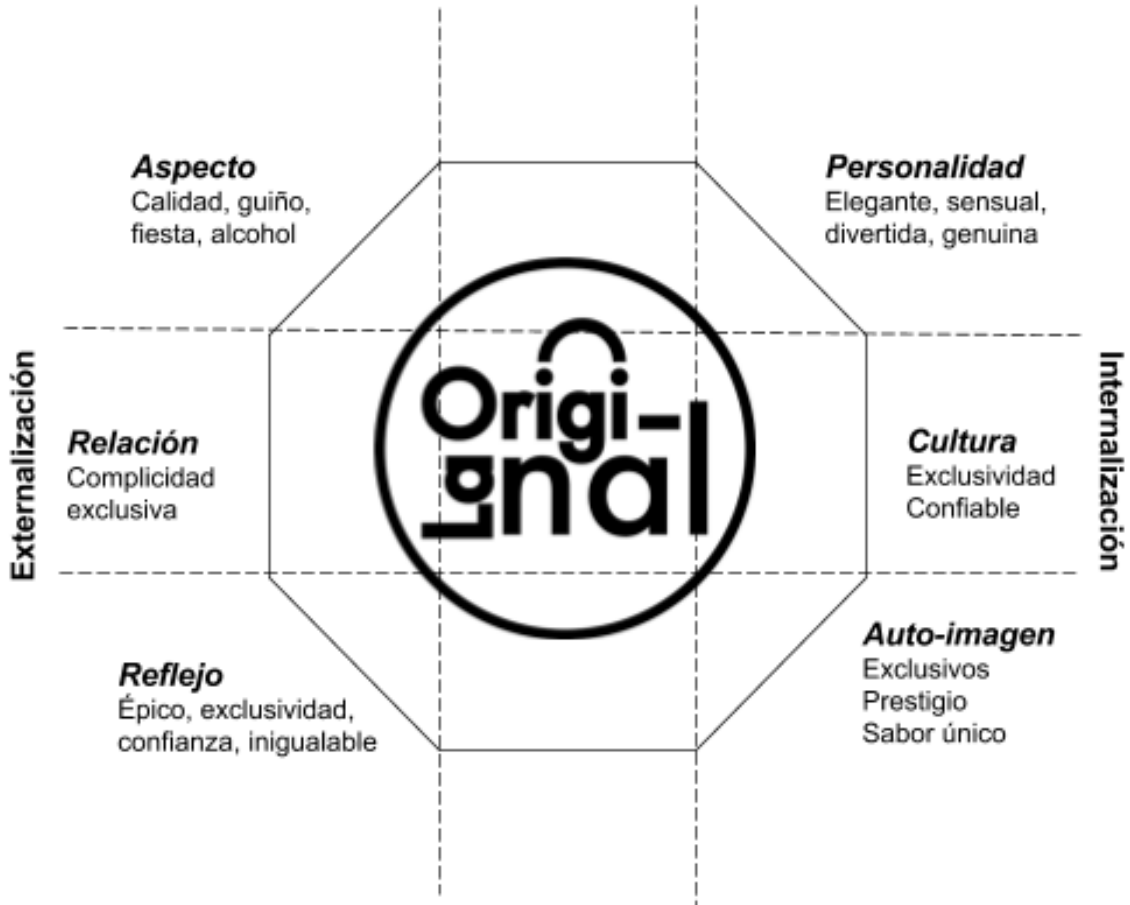 Aspecto
Calidad, guiño,
fiesta, alcohol
Personalidad
Elegante, sensual,
divertida, genuina
Externalización
Relación
Complicidad
exclusiva
La
Origi-
nal
Cultura
Exclusividad
Confiable
Internalización
Reflejo
Épico, exclusividad,
confianza, inigualable
Auto-imagen
Exclusivos
Prestigio
Sabor único